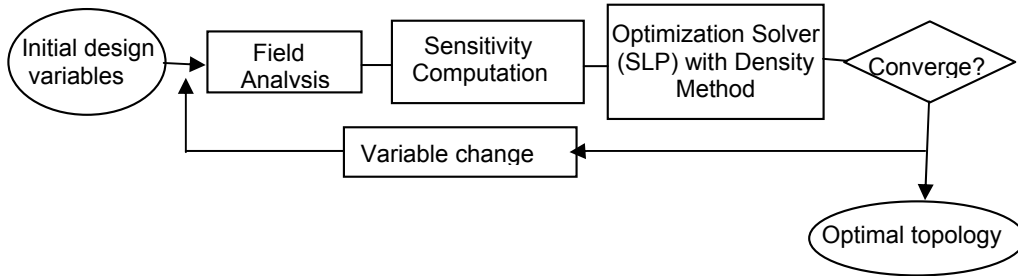 Initial design
variables
Field
Analysis
Sensitivity
Computation
Optimization Solver
(SLP) with Density
Method
Converge?
Variable change
Optimal topology